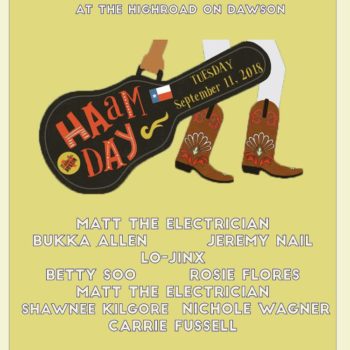 AT THE HIGHROAD ON DAWSON
HAAM
DAY
TUESDAY
September 11, 2018
MATT THE ELECTRICIAN
BUKKA ALLEN JEREMY NAIL
LO-JINX
BETTY SOO ROSIE FLORES
MATT THE ELECTRICIAN
SHAWNEE KILGORE NICHOLE WAGNER
CARRIE FUSSELL